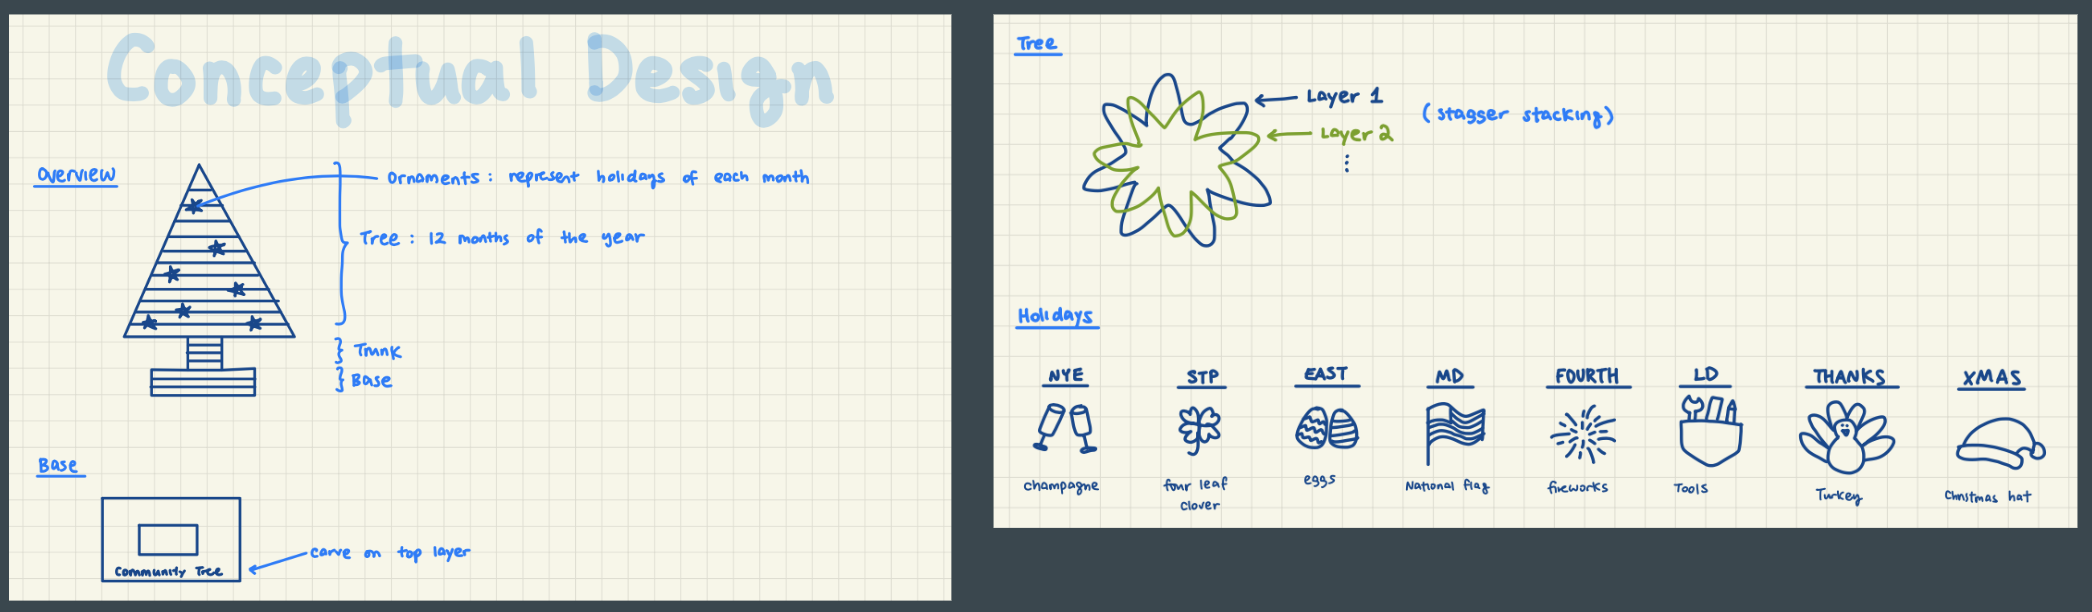 Conceptual Design
Overview
Ornaments : represent holidays of each month
Tree : 12 months of the year
Trunk
Base
Base
Community Tree
carve on top layer
Tree
Layer 1
Layer 2
(stagger stacking)
Holidays
NYE
STP
EAST
MD
FOURTH
LD
THANKS
XMAS
champagne
four leaf
clover
eggs
National flag
fireworks
Tools
Turkey
Christmas hat